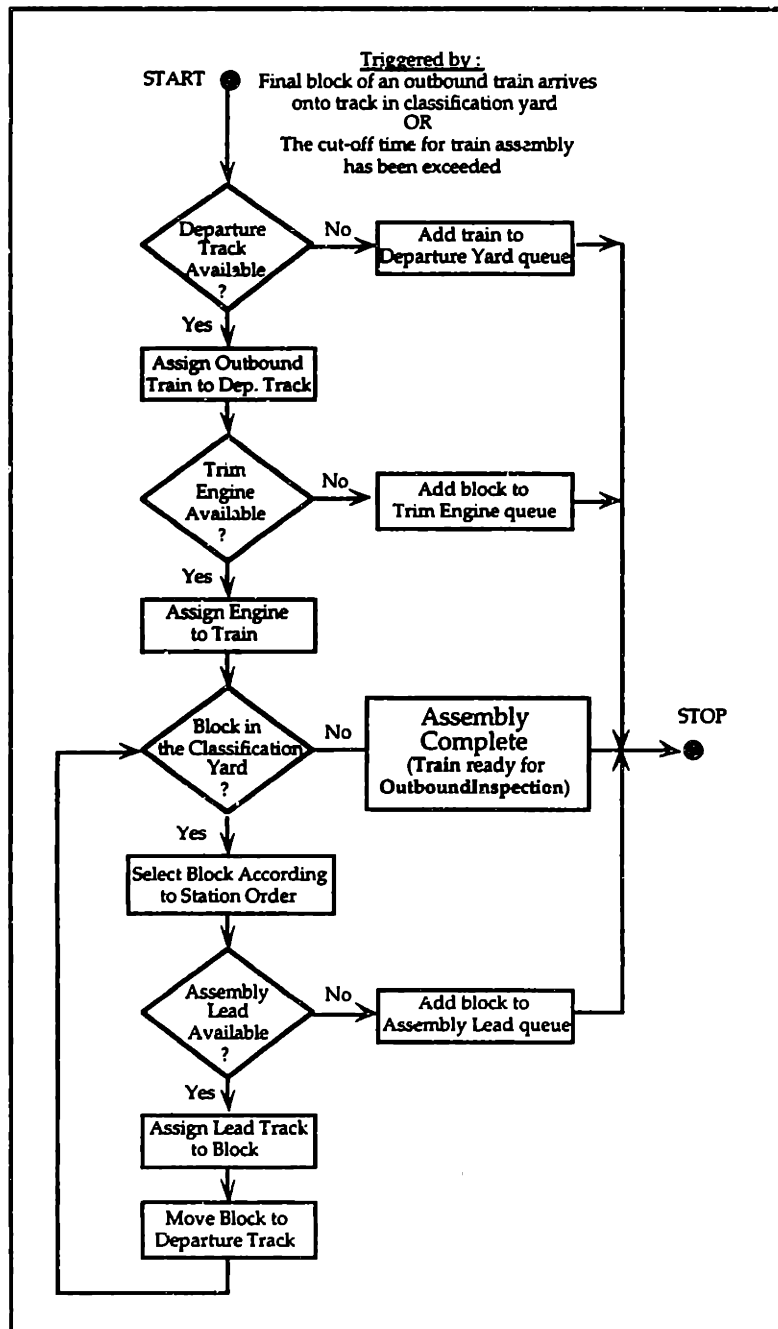 Triggered by :
START
Final block of an outbound train arrives
onto track in classification yard
OR
The cut-off time for train assembly
has been exceeded
Departure
Track
Available
?
No
Add train to
Departure Yard queue
Yes
Assign Outbound
Train to Dep. Track
Trim
Engine
Available
?
No
Add block to
Trim Engine queue
Yes
Assign Engine
to Train
Block in
the Classification
Yard
?
No
Assembly
Complete
(Train ready for
OutboundInspection)
STOP
Yes
Select Block According
to Station Order
Assembly
Lead
Available
?
No
Add block to
Assembly Lead queue
Yes
Assign Lead Track
to Block
Move Block to
Departure Track